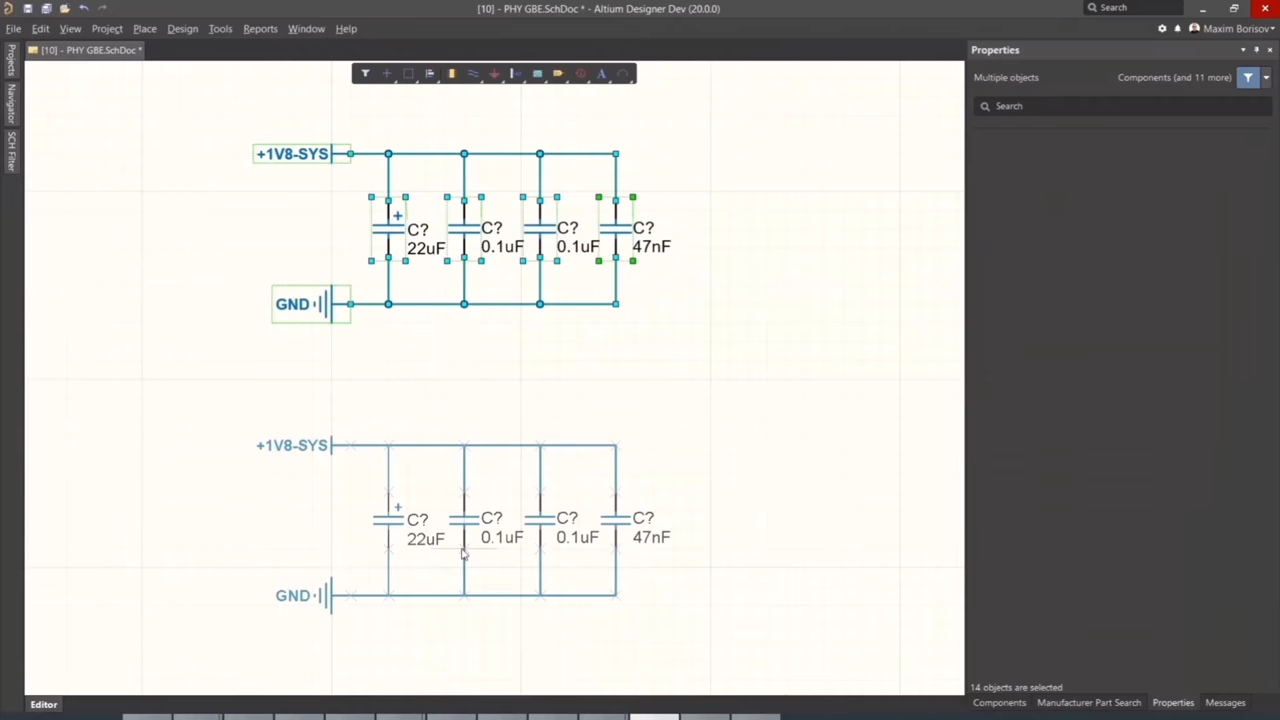 [10] - PHY GBE.SchDoc * - Altium Designer Dev (20.0.0)
Search
File Edit View Project Place Design Tools Reports Window Help
Maxim Borisov
[10] - PHY GBE.SchDoc *
Projects
Navigator
SCH Filter
Properties
Multiple objects
Components (and 11 more)
Search
+1V8-SYS
+ C? C? C? C?
22uF 0.1uF 0.1uF 47nF
GND
+1V8-SYS
+ C? C? C? C?
22uF 0.1uF 0.1uF 47nF
GND
14 objects are selected
Editor
Components Manufacturer Part Search Properties Messages